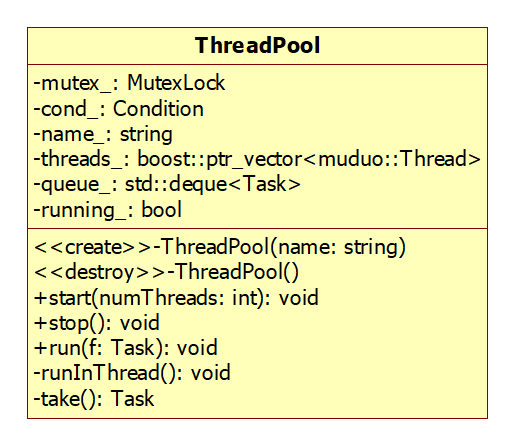 ThreadPool
-mutex_: MutexLock
-cond_: Condition
-name_: string
-threads_: boost::ptr_vector<muduo::Thread>
-queue_: std::deque<Task>
-running_: bool
<<create>>-ThreadPool(name: string)
<<destroy>>-ThreadPool()
+start(numThreads: int): void
+stop(): void
+run(f: Task): void
-runInThread(): void
-take(): Task